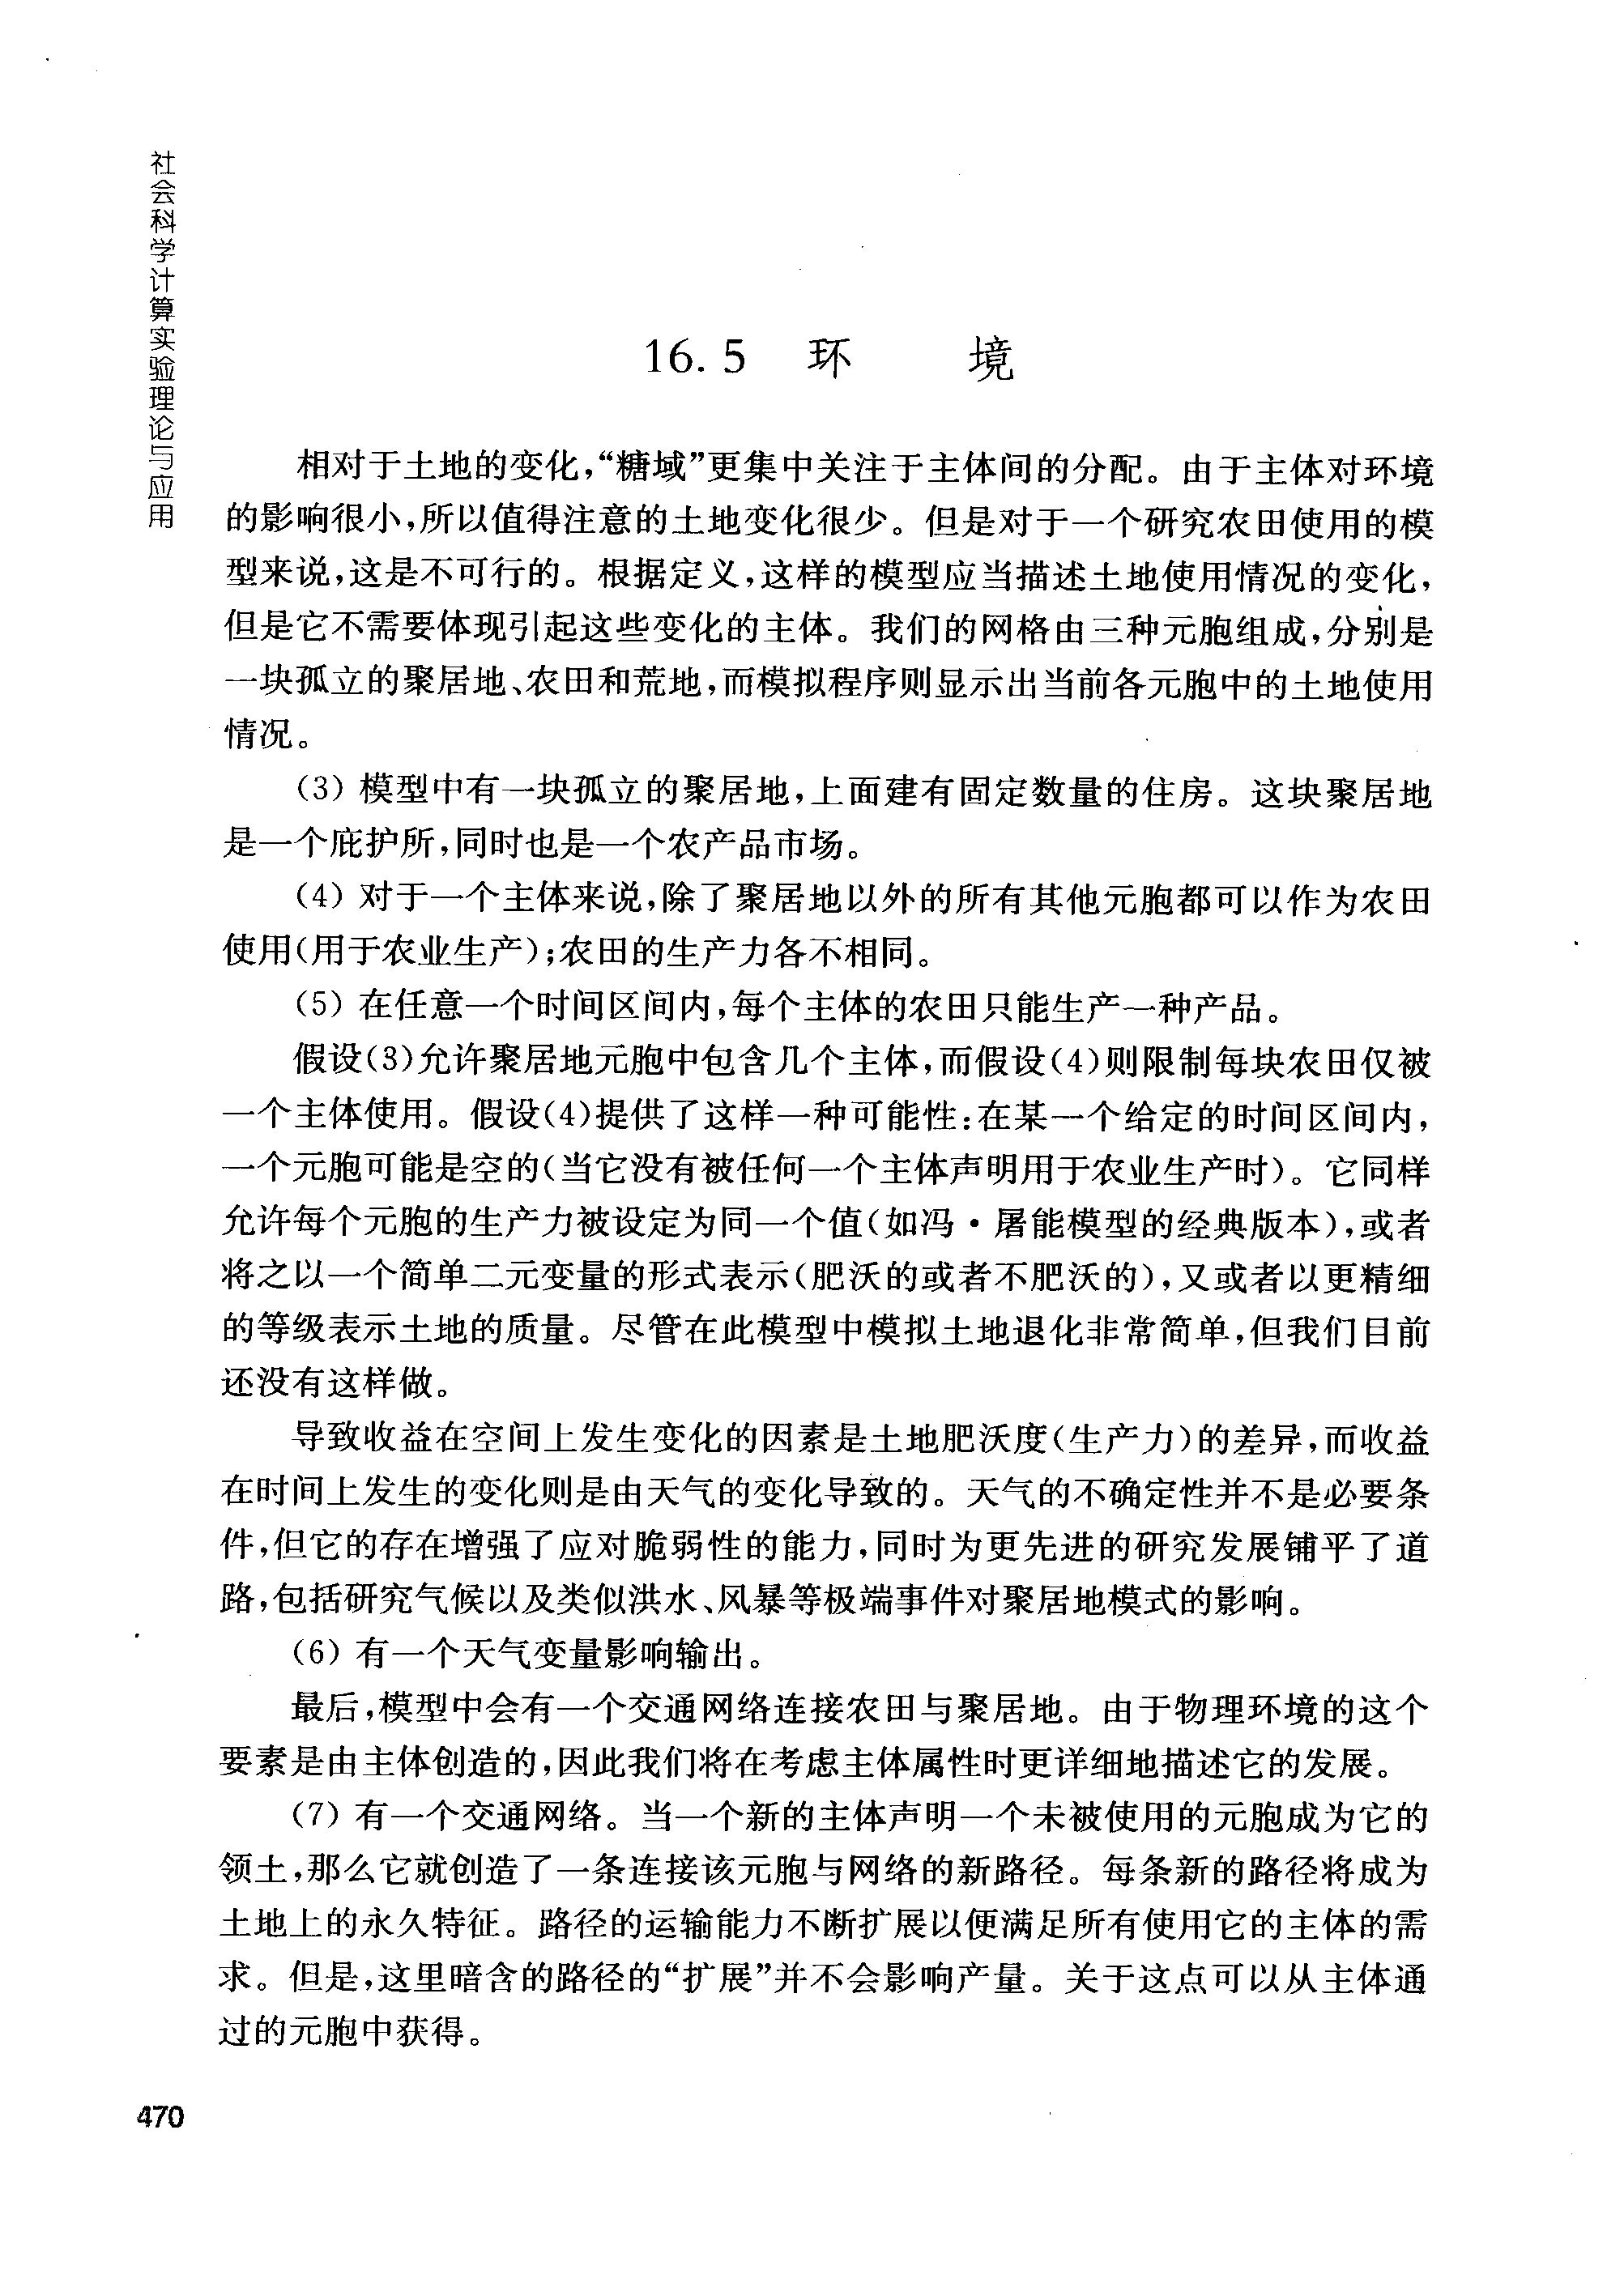 社会科学计算实验理论与应用
16.5 环 境
相对于土地的变化,“糖域”更集中关注于主体间的分配。由于主体对环境
的影响很小,所以值得注意的土地变化很少。但是对于一个研究农田使用的模
型来说,这是不可行的。根据定义,这样的模型应当描述土地使用情况的变化,
但是它不需要体现引起这些变化的主体。我们的网格由三种元胞组成,分别是
一块孤立的聚居地、农田和荒地,而模拟程序则显示出当前各元胞中的土地使用
情况。
(3) 模型中有一块孤立的聚居地,上面建有固定数量的住房。这块聚居地
是一个庇护所,同时也是一个农产品市场。
(4) 对于一个主体来说,除了聚居地以外的所有其他元胞都可以作为农田
使用(用于农业生产);农田的生产力各不相同。
(5) 在任意一个时间区间内,每个主体的农田只能生产一种产品。
假设(3)允许聚居地元胞中包含几个主体,而假设(4)则限制每块农田仅被
一个主体使用。假设(4)提供了这样一种可能性:在某一个给定的时间区间内,
一个元胞可能是空的(当它没有被任何一个主体声明用于农业生产时)。它同样
允许每个元胞的生产力被设定为同一个值(如冯·屠能模型的经典版本),或者
将之以一个简单二元变量的形式表示(肥沃的或者不肥沃的),又或者以更精细
的等级表示土地的质量。尽管在此模型中模拟土地退化非常简单,但我们目前
还没有这样做。
导致收益在空间上发生变化的因素是土地肥沃度(生产力)的差异,而收益
在时间上发生的变化则是由天气的变化导致的。天气的不确定性并不是必要条
件,但它的存在增强了应对脆弱性的能力,同时为更先进的研究发展铺平了道
路,包括研究气候以及类似洪水、风暴等极端事件对聚居地模式的影响。
(6) 有一个天气变量影响输出。
最后,模型中会有一个交通网络连接农田与聚居地。由于物理环境的这个
要素是由主体创造的,因此我们将在考虑主体属性时更详细地描述它的发展。
(7) 有一个交通网络。当一个新的主体声明一个未被使用的元胞成为它的
领土,那么它就创造了一条连接该元胞与网络的新路径。每条新的路径将成为
土地上的永久特征。路径的运输能力不断扩展以便满足所有使用它的主体的需
求。但是,这里暗含的路径的“扩展”并不会影响产量。关于这点可以从主体通
过的元胞中获得。
470